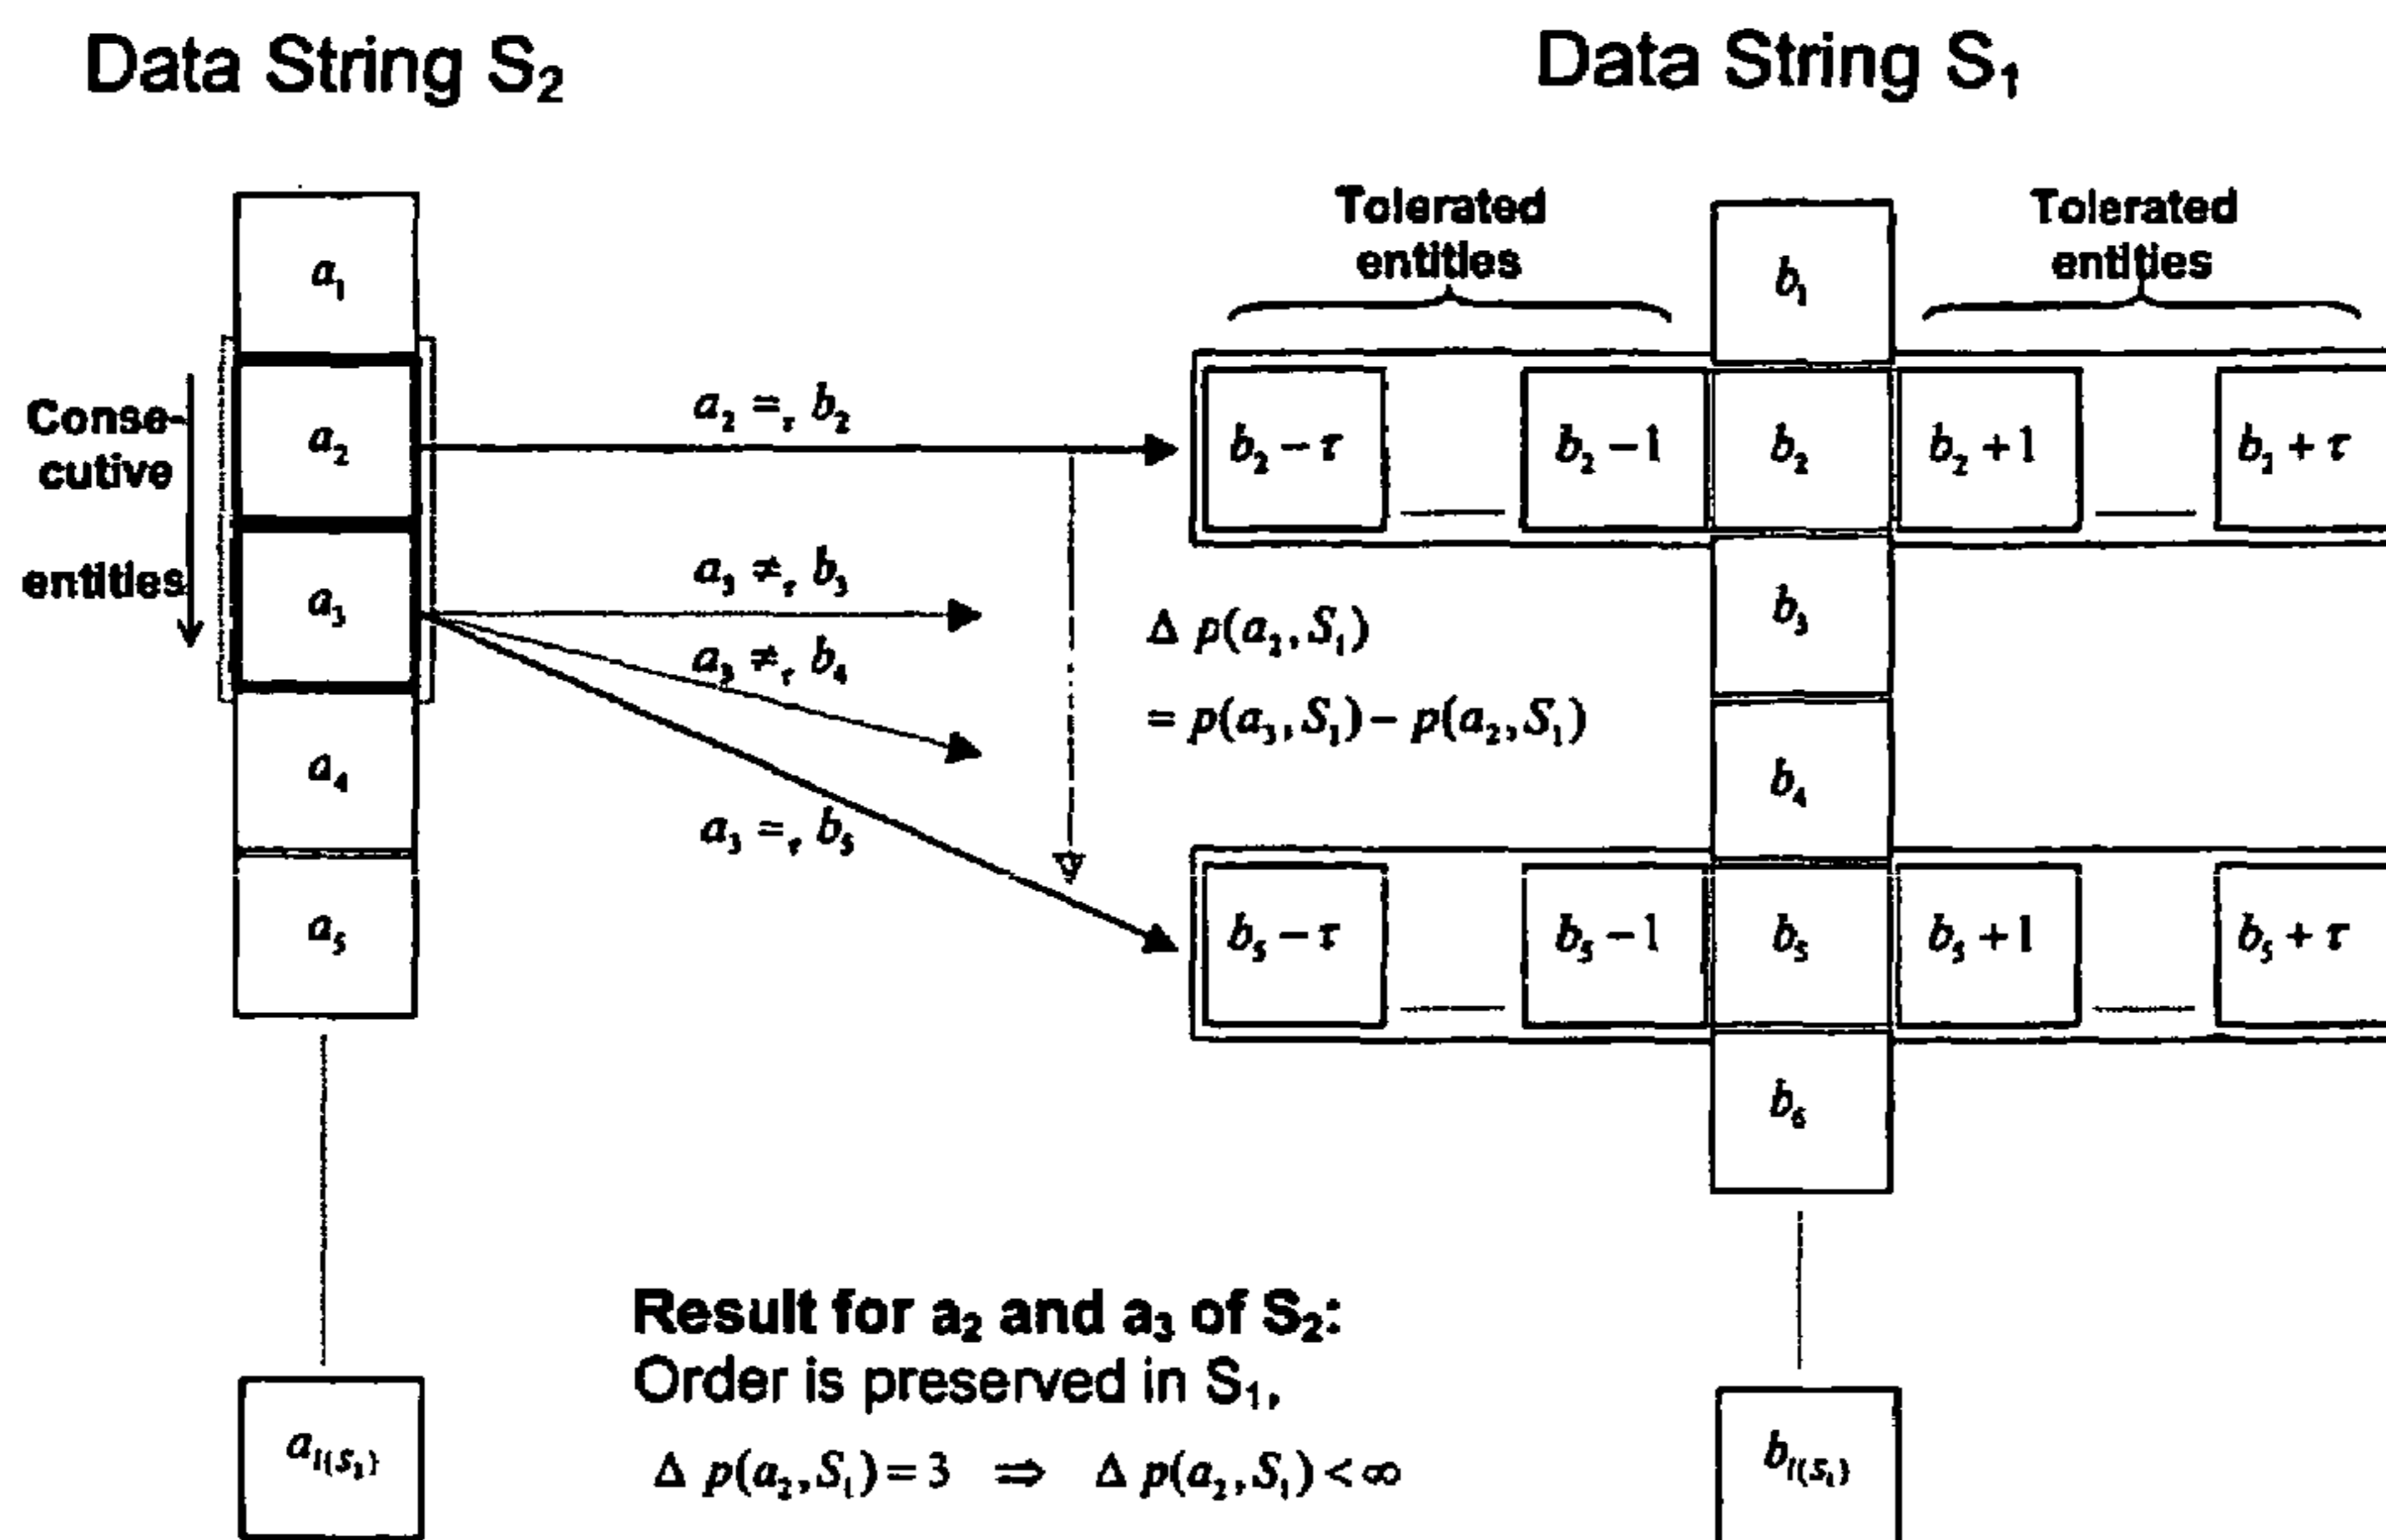 Data String S₂
Data String S₁
Tolerated
entities
Tolerated
entities
a₁
b₁
Conse-
cutive
entities
a₂
a₂ =τ b₂
b₂ − τ
b₂ − 1
b₂
b₂ + 1
b₂ + τ
a₃
a₃ ≠τ b₃
a₃ ≠τ b₄
a₃ =τ b₅
Δ p(a₂, S₁)
= p(a₃, S₁) − p(a₂, S₁)
b₃
a₄
b₄
a₅
b₅ − τ
b₅ − 1
b₅
b₅ + 1
b₅ + τ
b₆
Result for a₂ and a₃ of S₂:
Order is preserved in S₁,
Δ p(a₂, S₁) = 3 ⇒ Δ p(a₂, S₁) < ∞
b_l(S₁)